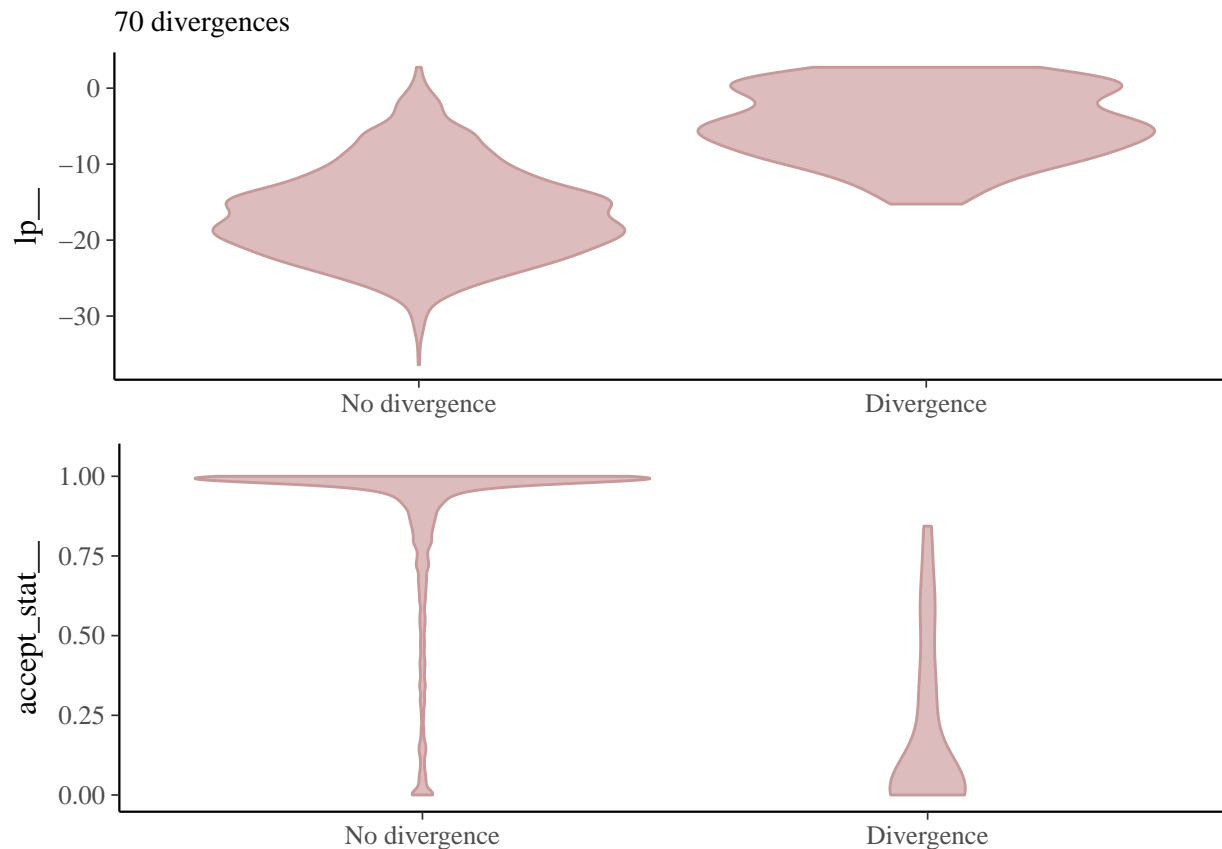 70 divergences
lp__
0
−10
−20
−30
No divergence
Divergence
accept_stat__
1.00
0.75
0.50
0.25
0.00
No divergence
Divergence